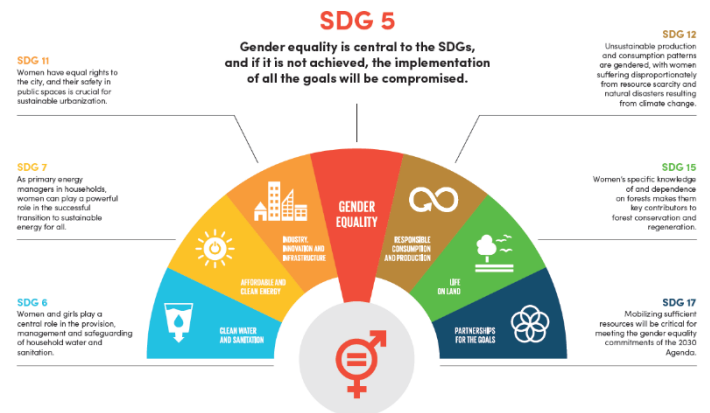 SDG 5
Gender equality is central to the SDGs,
and if it is not achieved, the implementation
of all the goals will be compromised.
SDG 11
Women have equal rights to
the city, and their safety in
public spaces is crucial for
sustainable urbanization.
SDG 12
Unsustainable production
and consumption patterns
are gendered, with women
suffering disproportionately
from resource scarcity and
natural disasters resulting
from climate change.
SDG 7
As primary energy
managers in households,
women can play a powerful
role in the successful
transition to sustainable
energy for all.
SDG 15
Women's specific knowledge
of and dependence
on forests makes them
key contributors to
forest conservation and
regeneration.
SDG 6
Women and girls play a
central role in the provision,
management and safeguarding
of household water and
sanitation.
SDG 17
Mobilizing sufficient
resources will be critical for
meeting the gender equality
commitments of the 2030
Agenda.
CLEAN WATER
AND SANITATION
AFFORDABLE AND
CLEAN ENERGY
INDUSTRY,
INNOVATION AND
INFRASTRUCTURE
GENDER
EQUALITY
RESPONSIBLE
CONSUMPTION
AND PRODUCTION
LIFE
ON LAND
PARTNERSHIPS
FOR THE GOALS